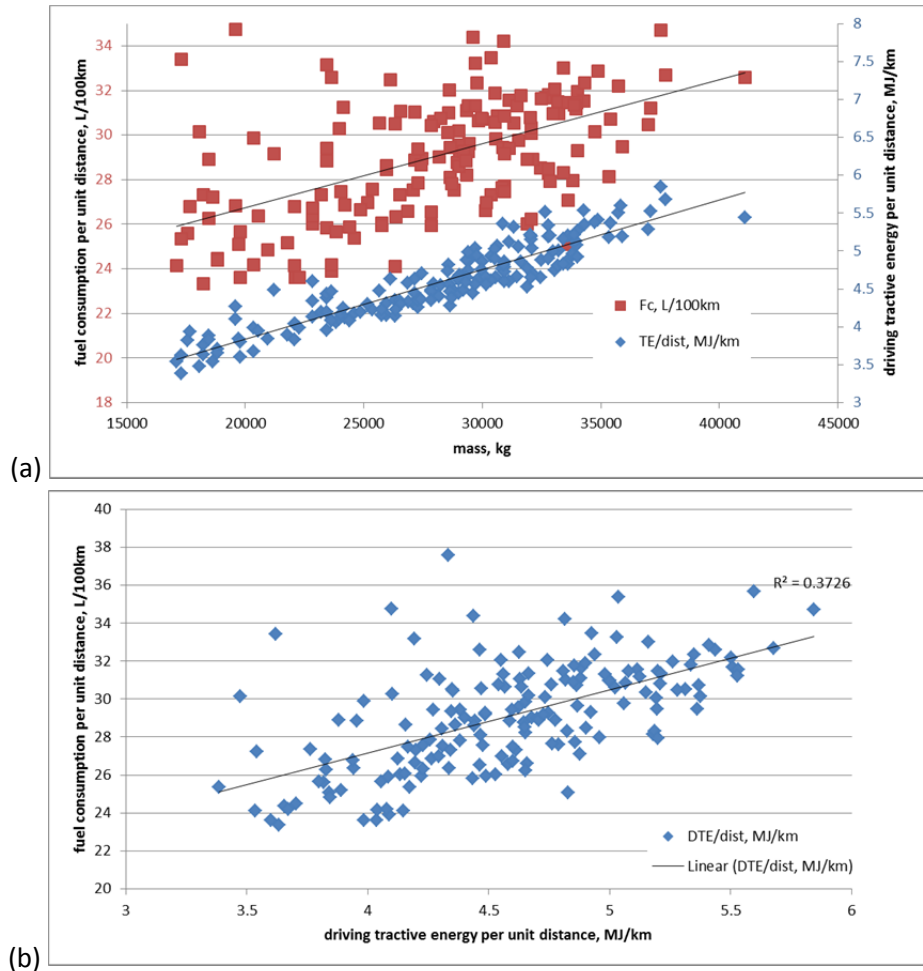 34
32
30
28
26
24
22
20
18
fuel consumption per unit distance, L/100km
8
7.5
7
6.5
6
5.5
5
4.5
4
3.5
3
driving tractive energy per unit distance, MJ/km
Fc, L/100km
TE/dist, MJ/km
15000 20000 25000 30000 35000 40000 45000
mass, kg
(a)
40
38
36
34
32
30
28
26
24
22
20
fuel consumption per unit distance, L/100km
R² = 0.3726
DTE/dist, MJ/km
Linear (DTE/dist, MJ/km)
3 3.5 4 4.5 5 5.5 6
driving tractive energy per unit distance, MJ/km
(b)